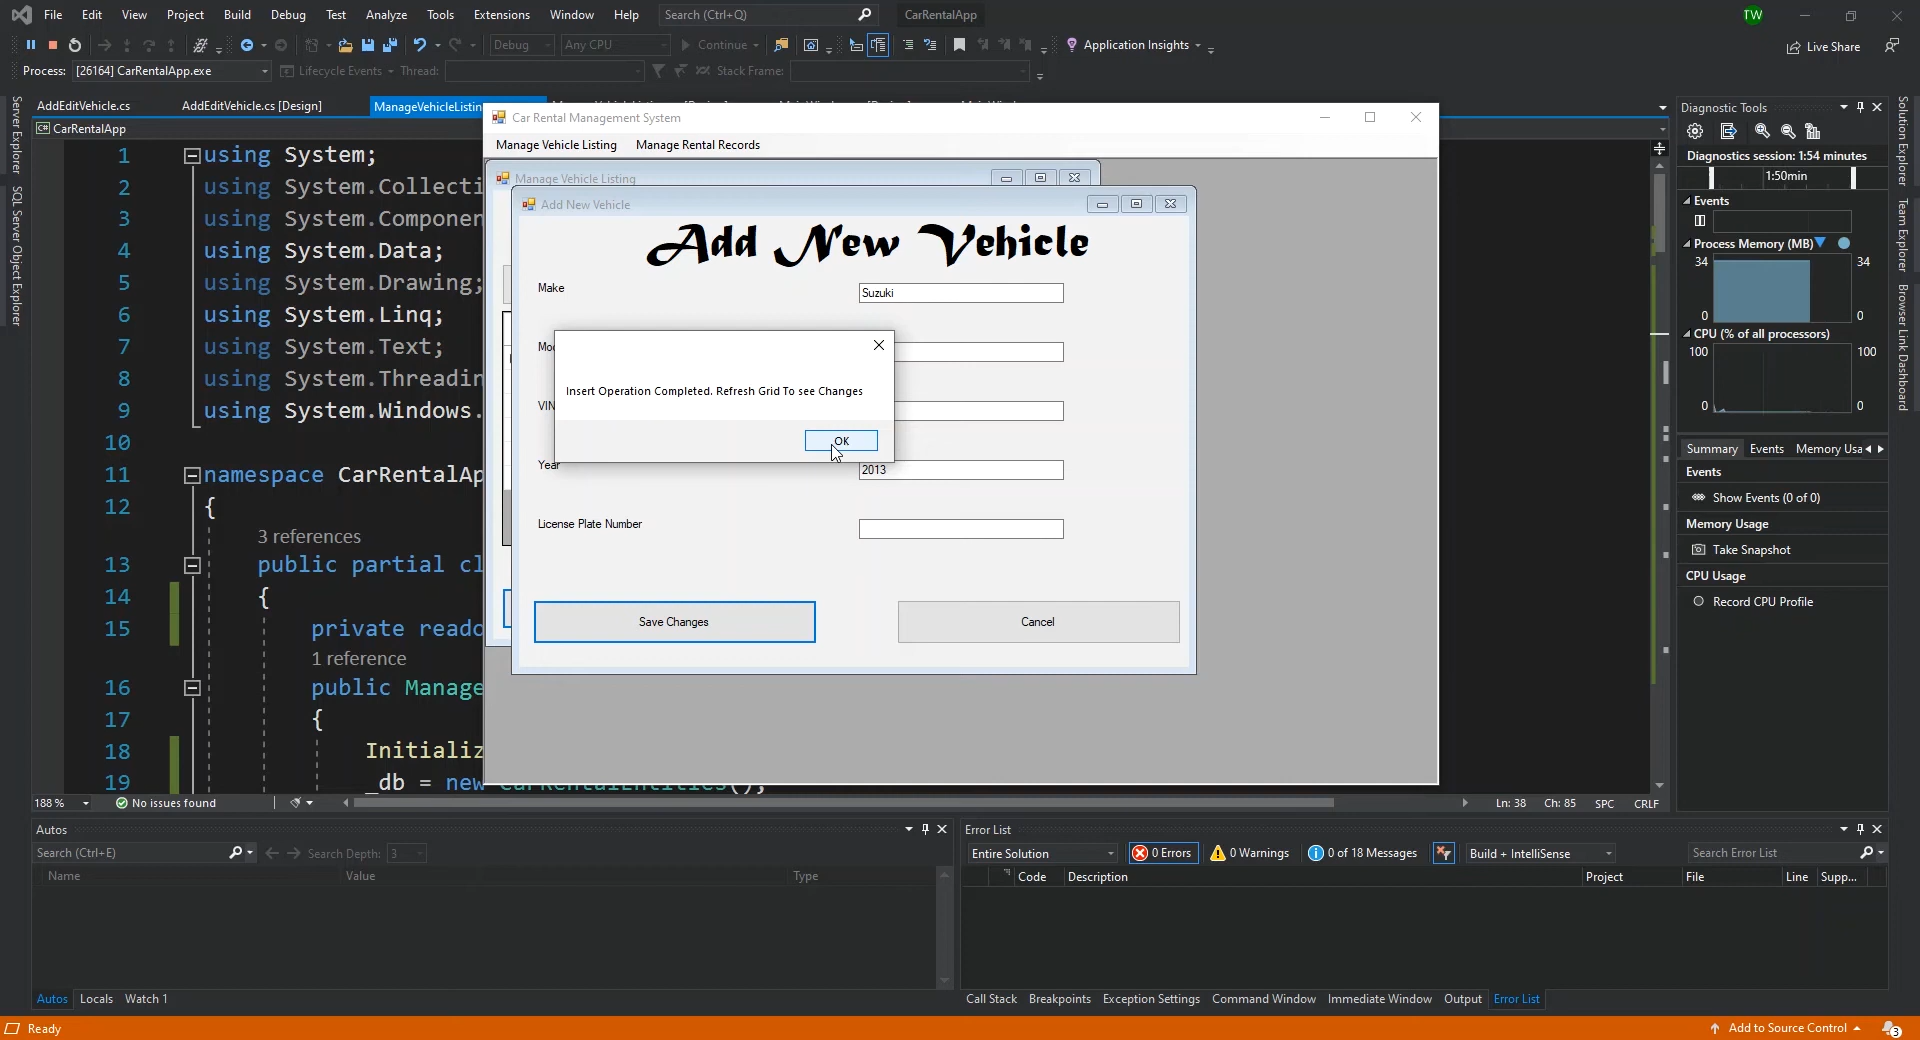 File Edit View Project Build Debug Test Analyze Tools Extensions Window Help Search (Ctrl+Q) CarRentalApp TW
Debug Any CPU Continue Application Insights Live Share
Process: [26164] CarRentalApp.exe Lifecycle Events Thread: Stack Frame:
AddEditVehicle.cs AddEditVehicle.cs [Design] ManageVehicleListin
CarRentalApp
Server Explorer
SQL Server Object Explorer
1 using System;
2 using System.Collecti
3 using System.Componen
4 using System.Data;
5 using System.Drawing;
6 using System.Linq;
7 using System.Text;
8 using System.Threadin
9 using System.Windows.
10
11 namespace CarRentalAp
12 {
3 references
13 public partial cl
14 {
15 private reado
1 reference
16 public Manage
17 {
18 Initializ
19 _db = new CarRentalEntities();
188 % No issues found Ln: 38 Ch: 85 SPC CRLF
Car Rental Management System
Manage Vehicle Listing Manage Rental Records
Manage Vehicle Listing
Add New Vehicle
Add New Vehicle
Make Suzuki
Mod
VIN
Year 2013
License Plate Number
Save Changes Cancel
Insert Operation Completed. Refresh Grid To see Changes
OK
Diagnostic Tools
Diagnostics session: 1:54 minutes
1:50min
Events
Process Memory (MB)
34 34
0 0
CPU (% of all processors)
100 100
0 0
Summary Events Memory Usa
Events
Show Events (0 of 0)
Memory Usage
Take Snapshot
CPU Usage
Record CPU Profile
Solution Explorer
Team Explorer
Browser Link Dashboard
Autos
Search (Ctrl+E) Search Depth: 3
Name Value Type
Autos Locals Watch 1
Error List
Entire Solution 0 Errors 0 Warnings 0 of 18 Messages Build + IntelliSense Search Error List
Code Description Project File Line Supp...
Call Stack Breakpoints Exception Settings Command Window Immediate Window Output Error List
Ready Add to Source Control 3